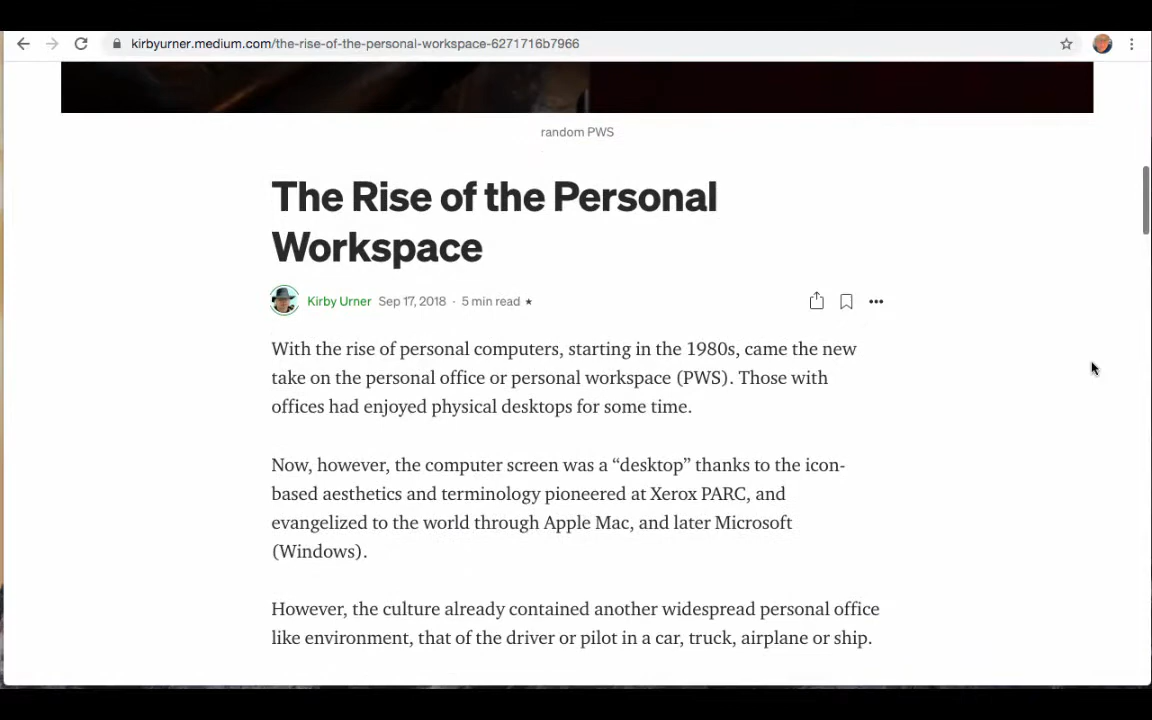 kirbyurner.medium.com/the-rise-of-the-personal-workspace-6271716b7966
random PWS
The Rise of the Personal
Workspace
Kirby Urner Sep 17, 2018 · 5 min read ★
With the rise of personal computers, starting in the 1980s, came the new
take on the personal office or personal workspace (PWS). Those with
offices had enjoyed physical desktops for some time.
Now, however, the computer screen was a “desktop” thanks to the icon-
based aesthetics and terminology pioneered at Xerox PARC, and
evangelized to the world through Apple Mac, and later Microsoft
(Windows).
However, the culture already contained another widespread personal office
like environment, that of the driver or pilot in a car, truck, airplane or ship.